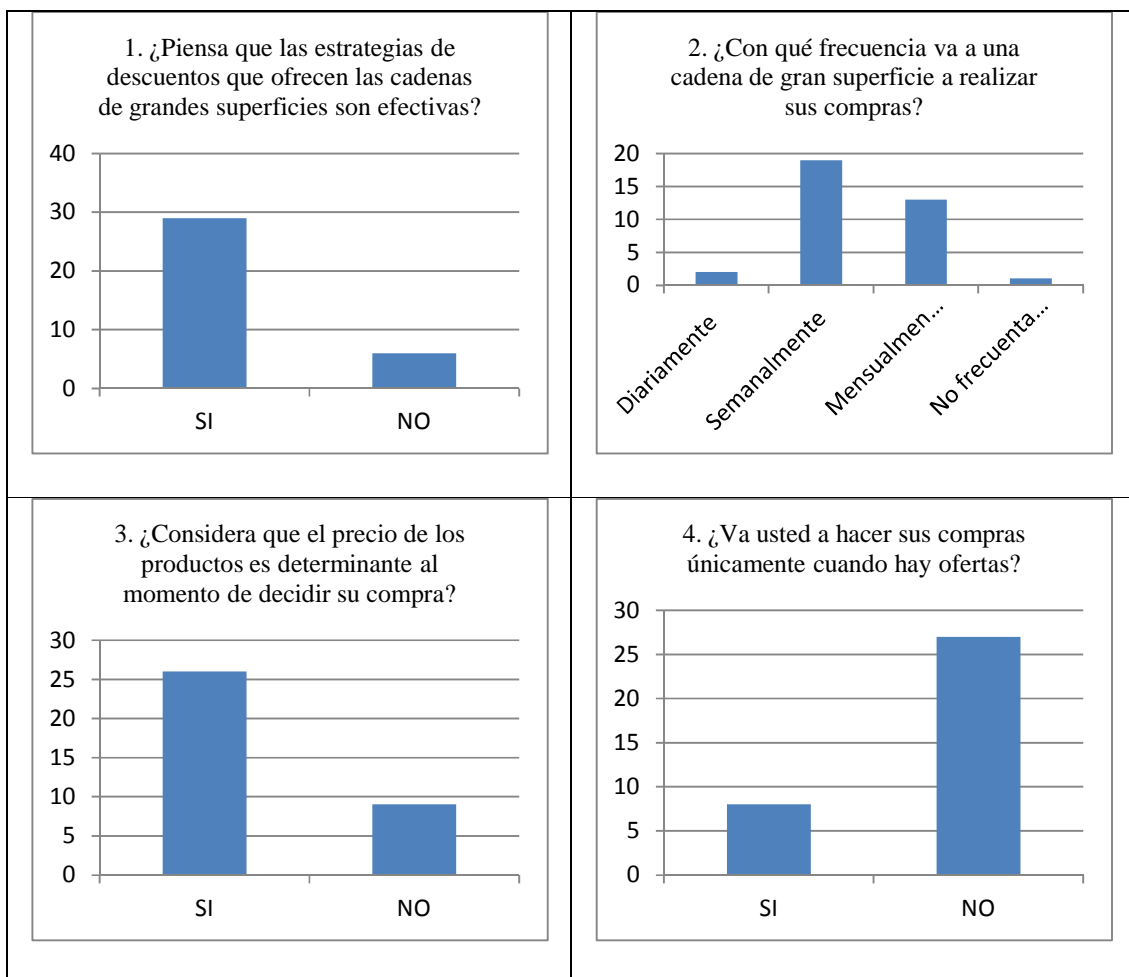 1. ¿Piensa que las estrategias de
descuentos que ofrecen las cadenas
de grandes superficies son efectivas?
40
30
20
10
0
SI NO
2. ¿Con qué frecuencia va a una
cadena de gran superficie a realizar
sus compras?
20
15
10
5
0
Diariamente
Semanalmente
Mensualmen...
No frecuenta...
3. ¿Considera que el precio de los
productos es determinante al
momento de decidir su compra?
30
25
20
15
10
5
0
SI NO
4. ¿Va usted a hacer sus compras
únicamente cuando hay ofertas?
30
25
20
15
10
5
0
SI NO